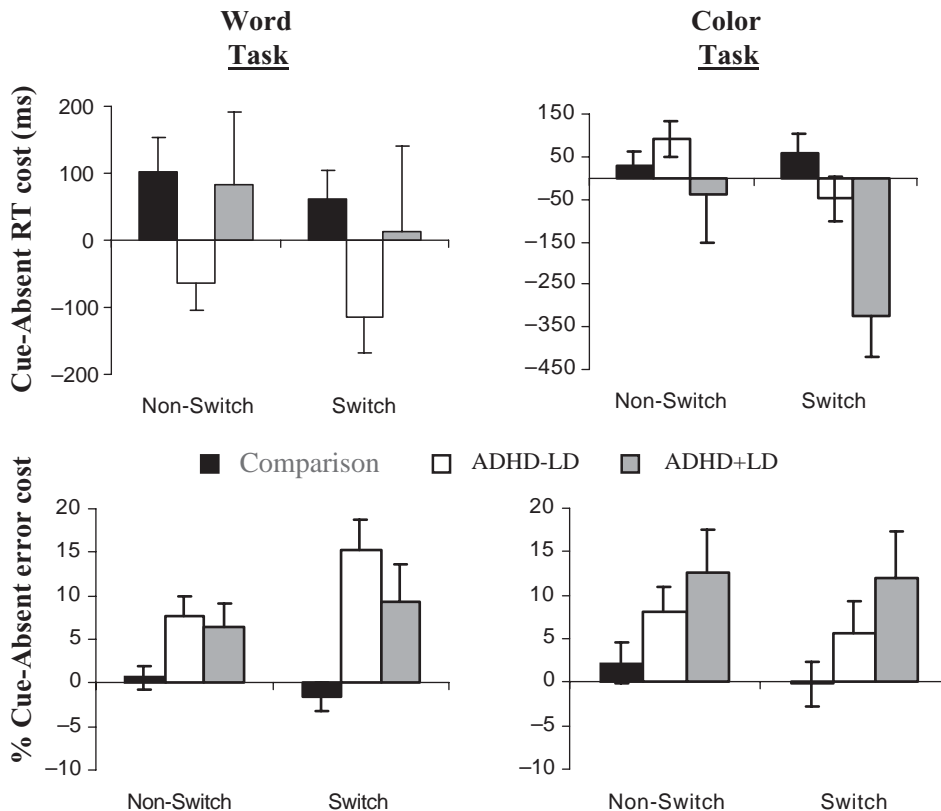 Word
Task
Color
Task
Cue-Absent RT cost (ms)
200
100
0
−100
−200
Non-Switch
Switch
150
50
−50
−150
−250
−350
−450
Non-Switch
Switch
Comparison
ADHD-LD
ADHD+LD
% Cue-Absent error cost
20
15
10
5
0
−5
−10
Non-Switch
Switch
20
15
10
5
0
−5
−10
Non-Switch
Switch